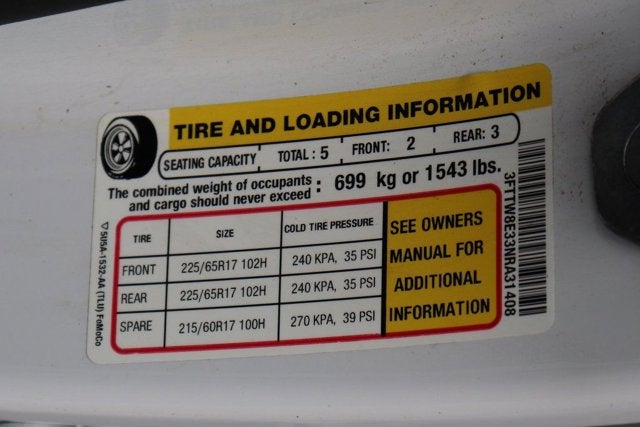 TIRE AND LOADING INFORMATION
SEATING CAPACITY TOTAL : 5 FRONT: 2 REAR: 3
The combined weight of occupants
and cargo should never exceed : 699 kg or 1543 lbs.
TIRE SIZE COLD TIRE PRESSURE
FRONT 225/65R17 102H 240 KPA, 35 PSI
REAR 225/65R17 102H 240 KPA, 35 PSI
SPARE 215/60R17 100H 270 KPA, 39 PSI
SEE OWNERS
MANUAL FOR
ADDITIONAL
INFORMATION
5U5A-1532-AA (TLU) FoMoCo
3FTTW8E33NRA31408